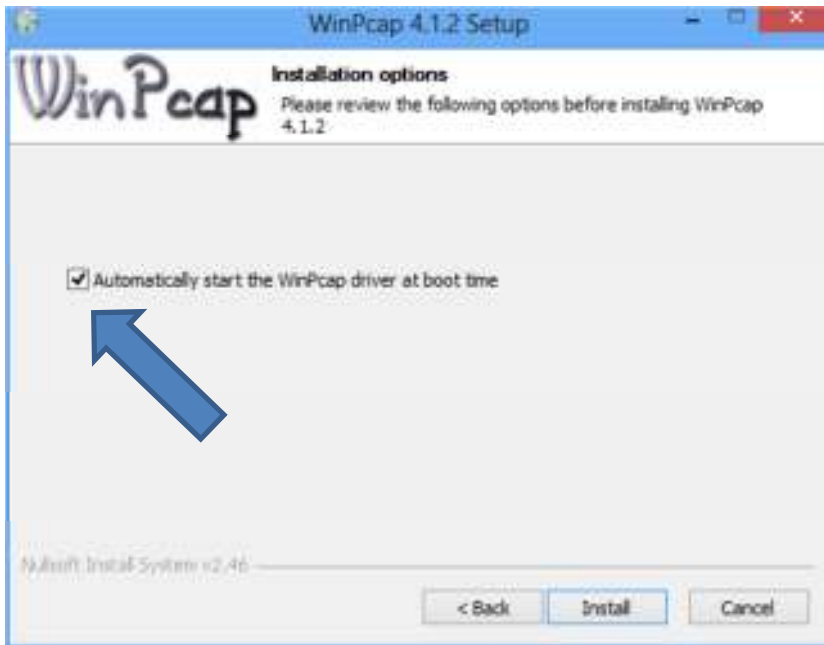 WinPcap 4.1.2 Setup
WinPcap
Installation options
Please review the following options before installing WinPcap
4.1.2
Automatically start the WinPcap driver at boot time
Nullsoft Install System v2.46
< Back
Install
Cancel